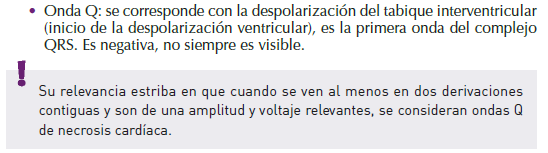 • Onda Q: se corresponde con la despolarización del tabique interventricular
(inicio de la despolarización ventricular), es la primera onda del complejo
QRS. Es negativa, no siempre es visible.
!
Su relevancia estriba en que cuando se ven al menos en dos derivaciones
contiguas y son de una amplitud y voltaje relevantes, se consideran ondas Q
de necrosis cardíaca.